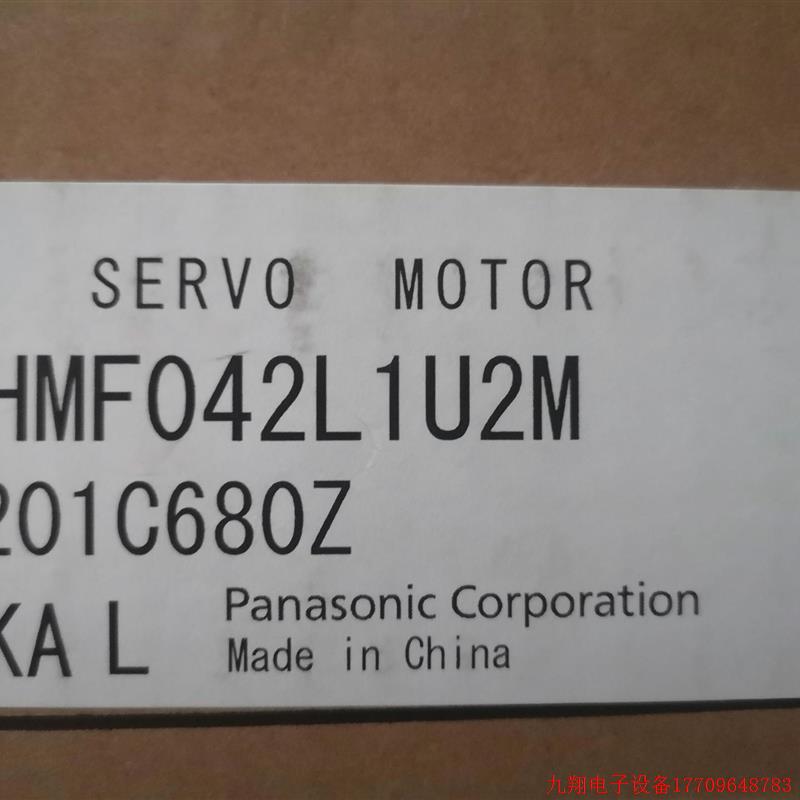 SERVO MOTOR
HMF042L1U2M
201C680Z
KA L
Panasonic Corporation
Made in China
九翔电子设备17709648783